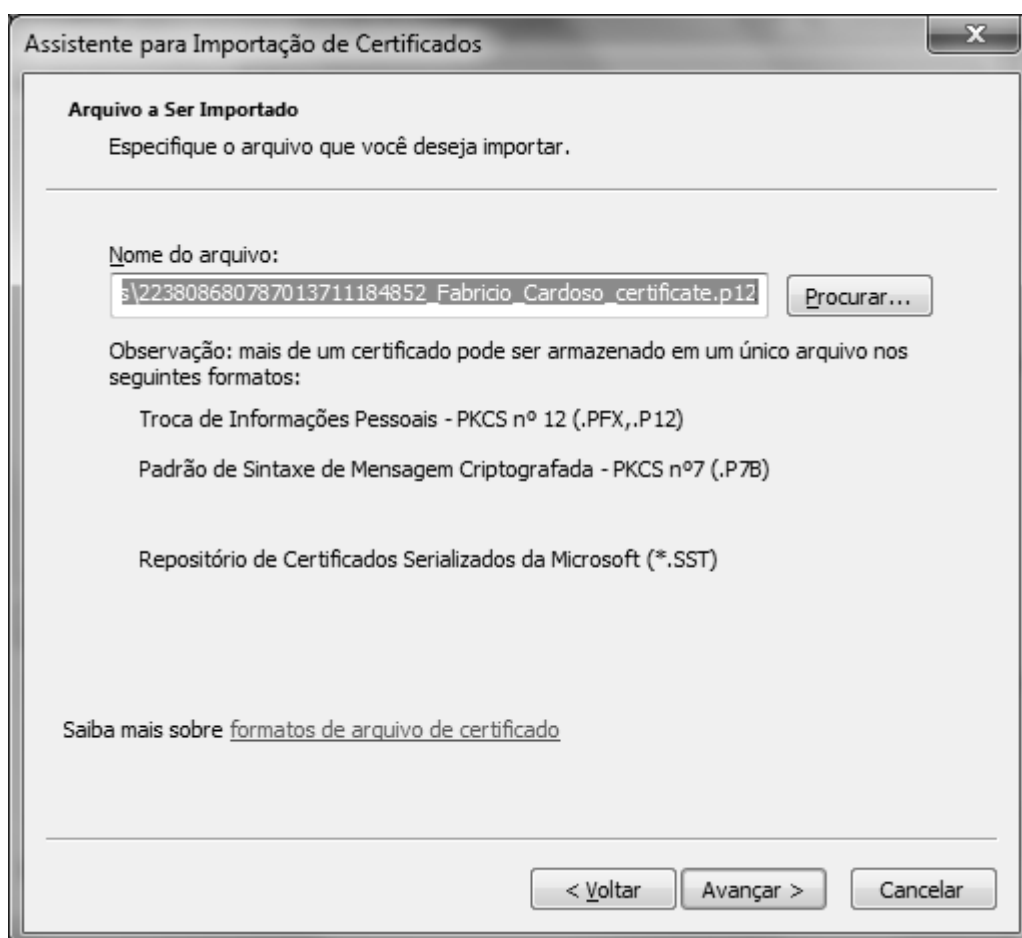 Assistente para Importação de Certificados
Arquivo a Ser Importado
Especifique o arquivo que você deseja importar.
Nome do arquivo:
s\223808680787013711184852_Fabricio_Cardoso_certificate.p12
Procurar...
Observação: mais de um certificado pode ser armazenado em um único arquivo nos
seguintes formatos:
Troca de Informações Pessoais - PKCS nº 12 (.PFX,.P12)
Padrão de Sintaxe de Mensagem Criptografada - PKCS nº7 (.P7B)
Repositório de Certificados Serializados da Microsoft (*.SST)
Saiba mais sobre formatos de arquivo de certificado
< Voltar
Avançar >
Cancelar